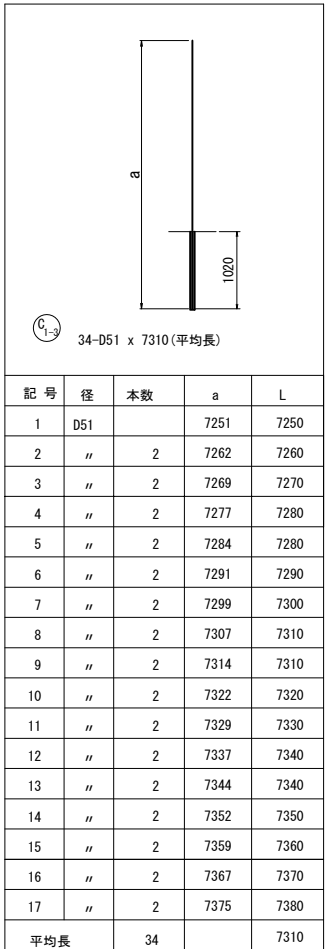 a
1020
C1-3
34-D51 x 7310(平均長)
記 号 径 本数 a L
1 D51 7251 7250
2 〃 2 7262 7260
3 〃 2 7269 7270
4 〃 2 7277 7280
5 〃 2 7284 7280
6 〃 2 7291 7290
7 〃 2 7299 7300
8 〃 2 7307 7310
9 〃 2 7314 7310
10 〃 2 7322 7320
11 〃 2 7329 7330
12 〃 2 7337 7340
13 〃 2 7344 7340
14 〃 2 7352 7350
15 〃 2 7359 7360
16 〃 2 7367 7370
17 〃 2 7375 7380
平均長 34 7310